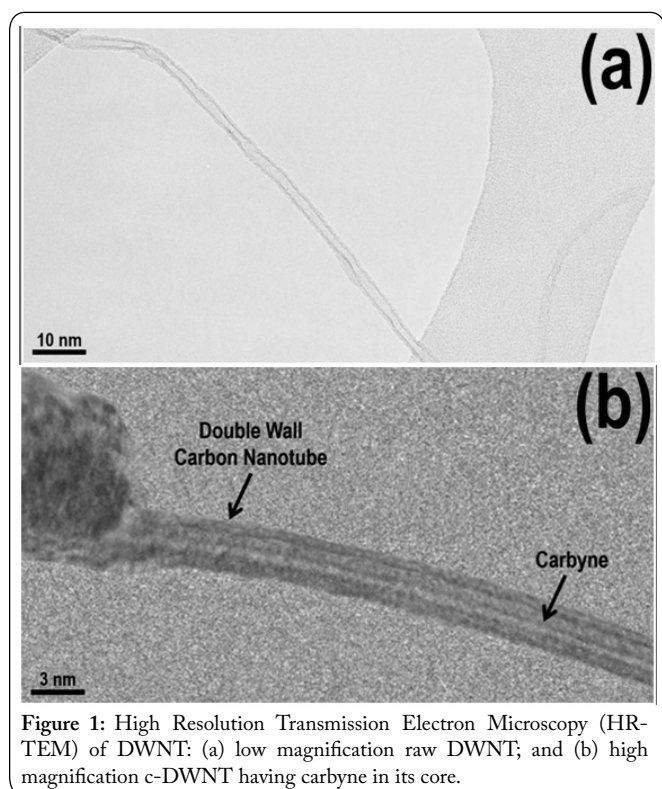 (a)
10 nm
(b)
Double Wall
Carbon Nanotube
Carbyne
3 nm
Figure 1: High Resolution Transmission Electron Microscopy (HR-
TEM) of DWNT: (a) low magnification raw DWNT; and (b) high
magnification c-DWNT having carbyne in its core.